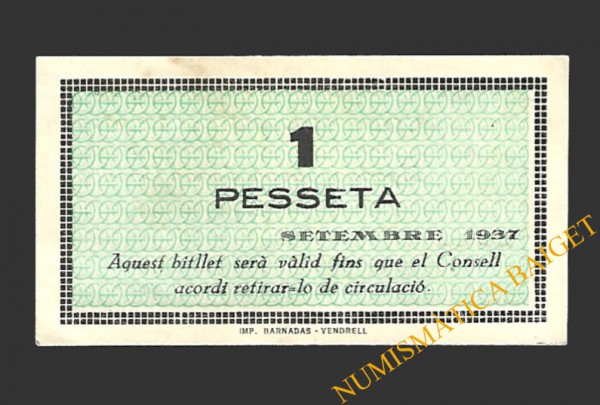 1
PESSETA
SETEMBRE 1937
Aquest bitllet serà vàlid fins que el Consell
acordi retirar=lo de circulació.
IMP. BARNADAS - VENDRELL
NUMISMATICA BAIGET